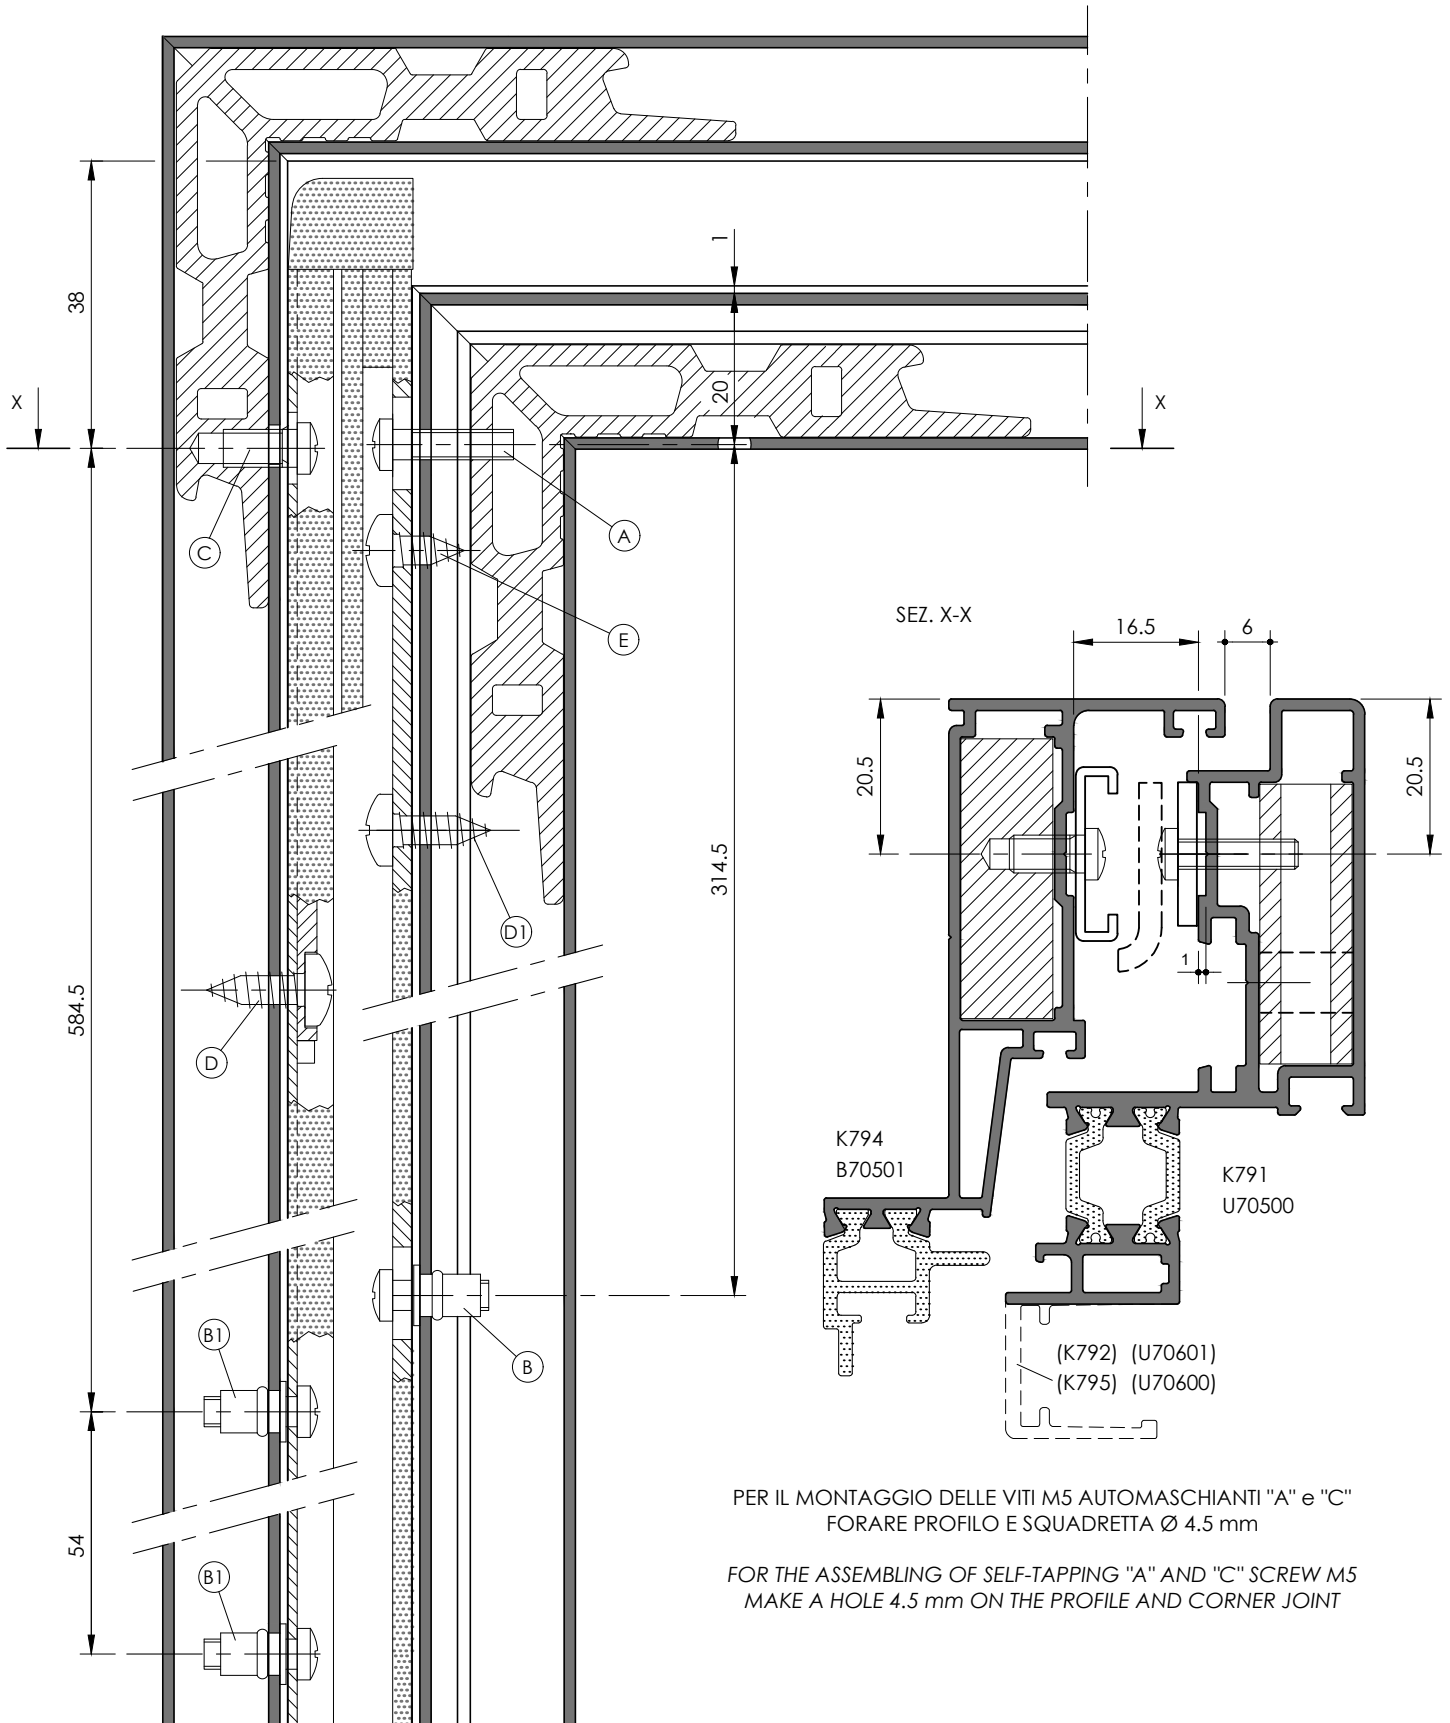 1
38
20
X
X
C
A
E
SEZ. X-X
16.5
6
20.5
20.5
314.5
D1
1
584.5
D
K794
B70501
K791
U70500
B1
B
(K792) (U70601)
(K795) (U70600)
PER IL MONTAGGIO DELLE VITI M5 AUTOMASCHIANTI "A" e "C"
FORARE PROFILO E SQUADRETTA Ø 4.5 mm
54
B1
FOR THE ASSEMBLING OF SELF-TAPPING "A" AND "C" SCREW M5
MAKE A HOLE 4.5 mm ON THE PROFILE AND CORNER JOINT